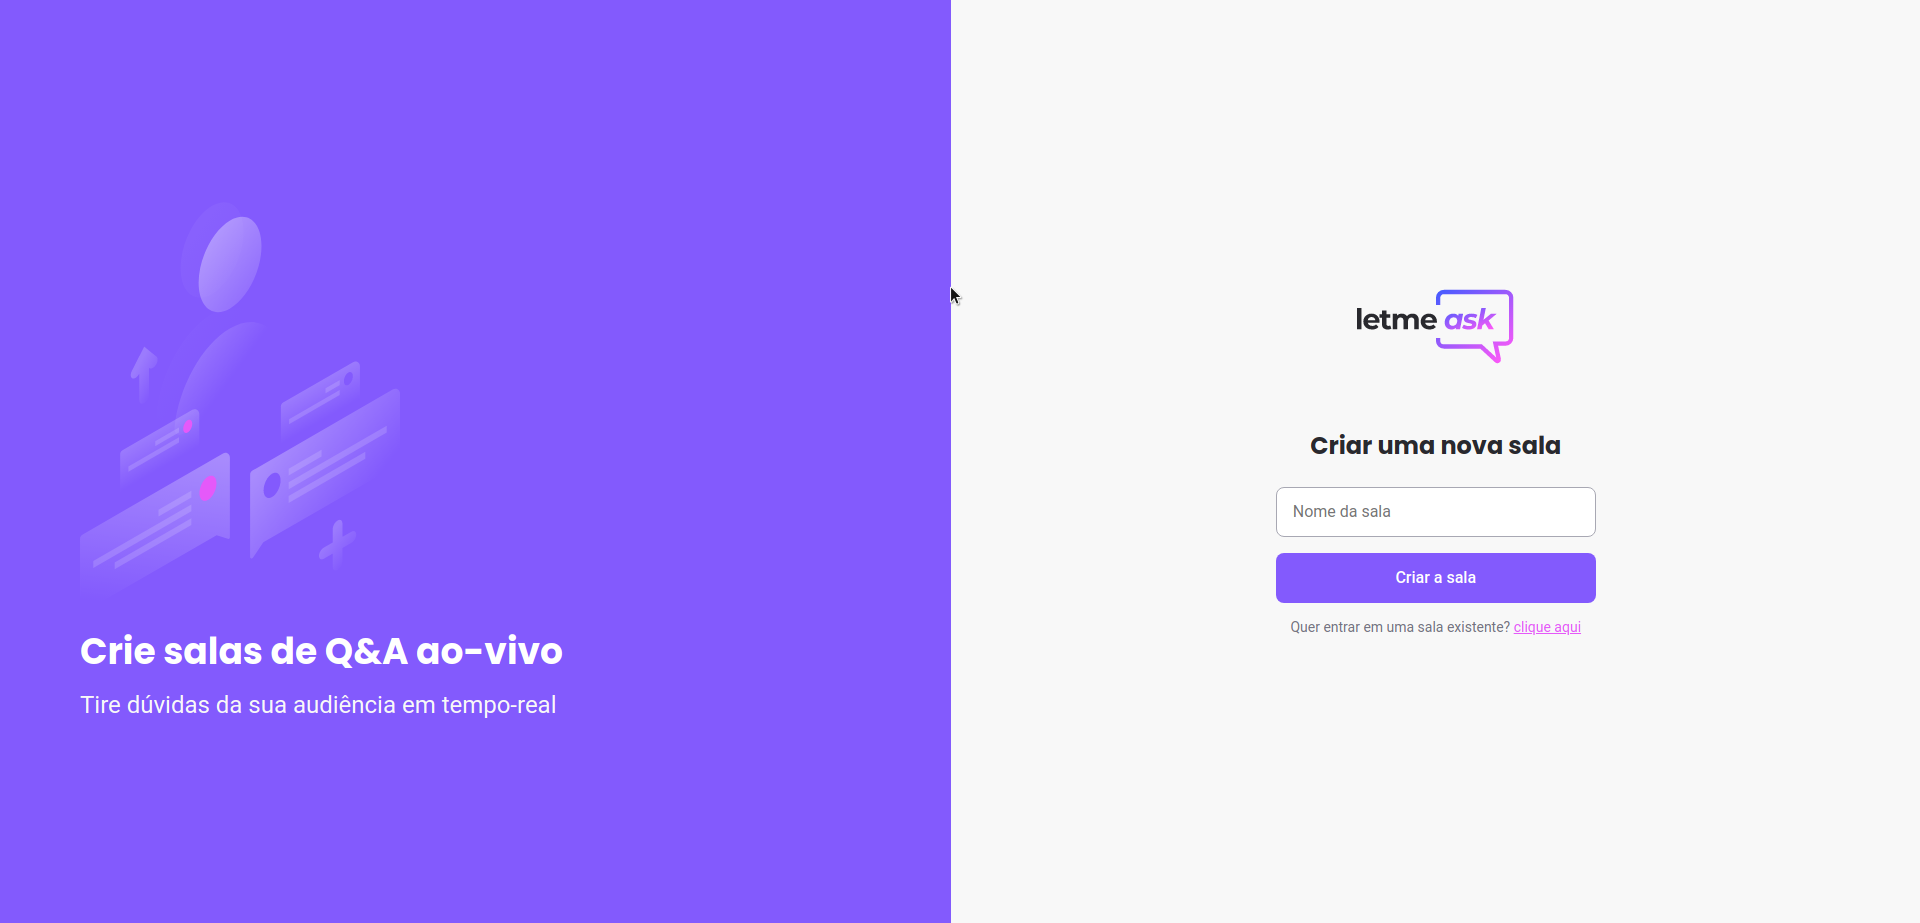 Crie salas de Q&A ao-vivo
Tire dúvidas da sua audiência em tempo-real
letme ask
Criar uma nova sala
Nome da sala
Criar a sala
Quer entrar em uma sala existente? clique aqui